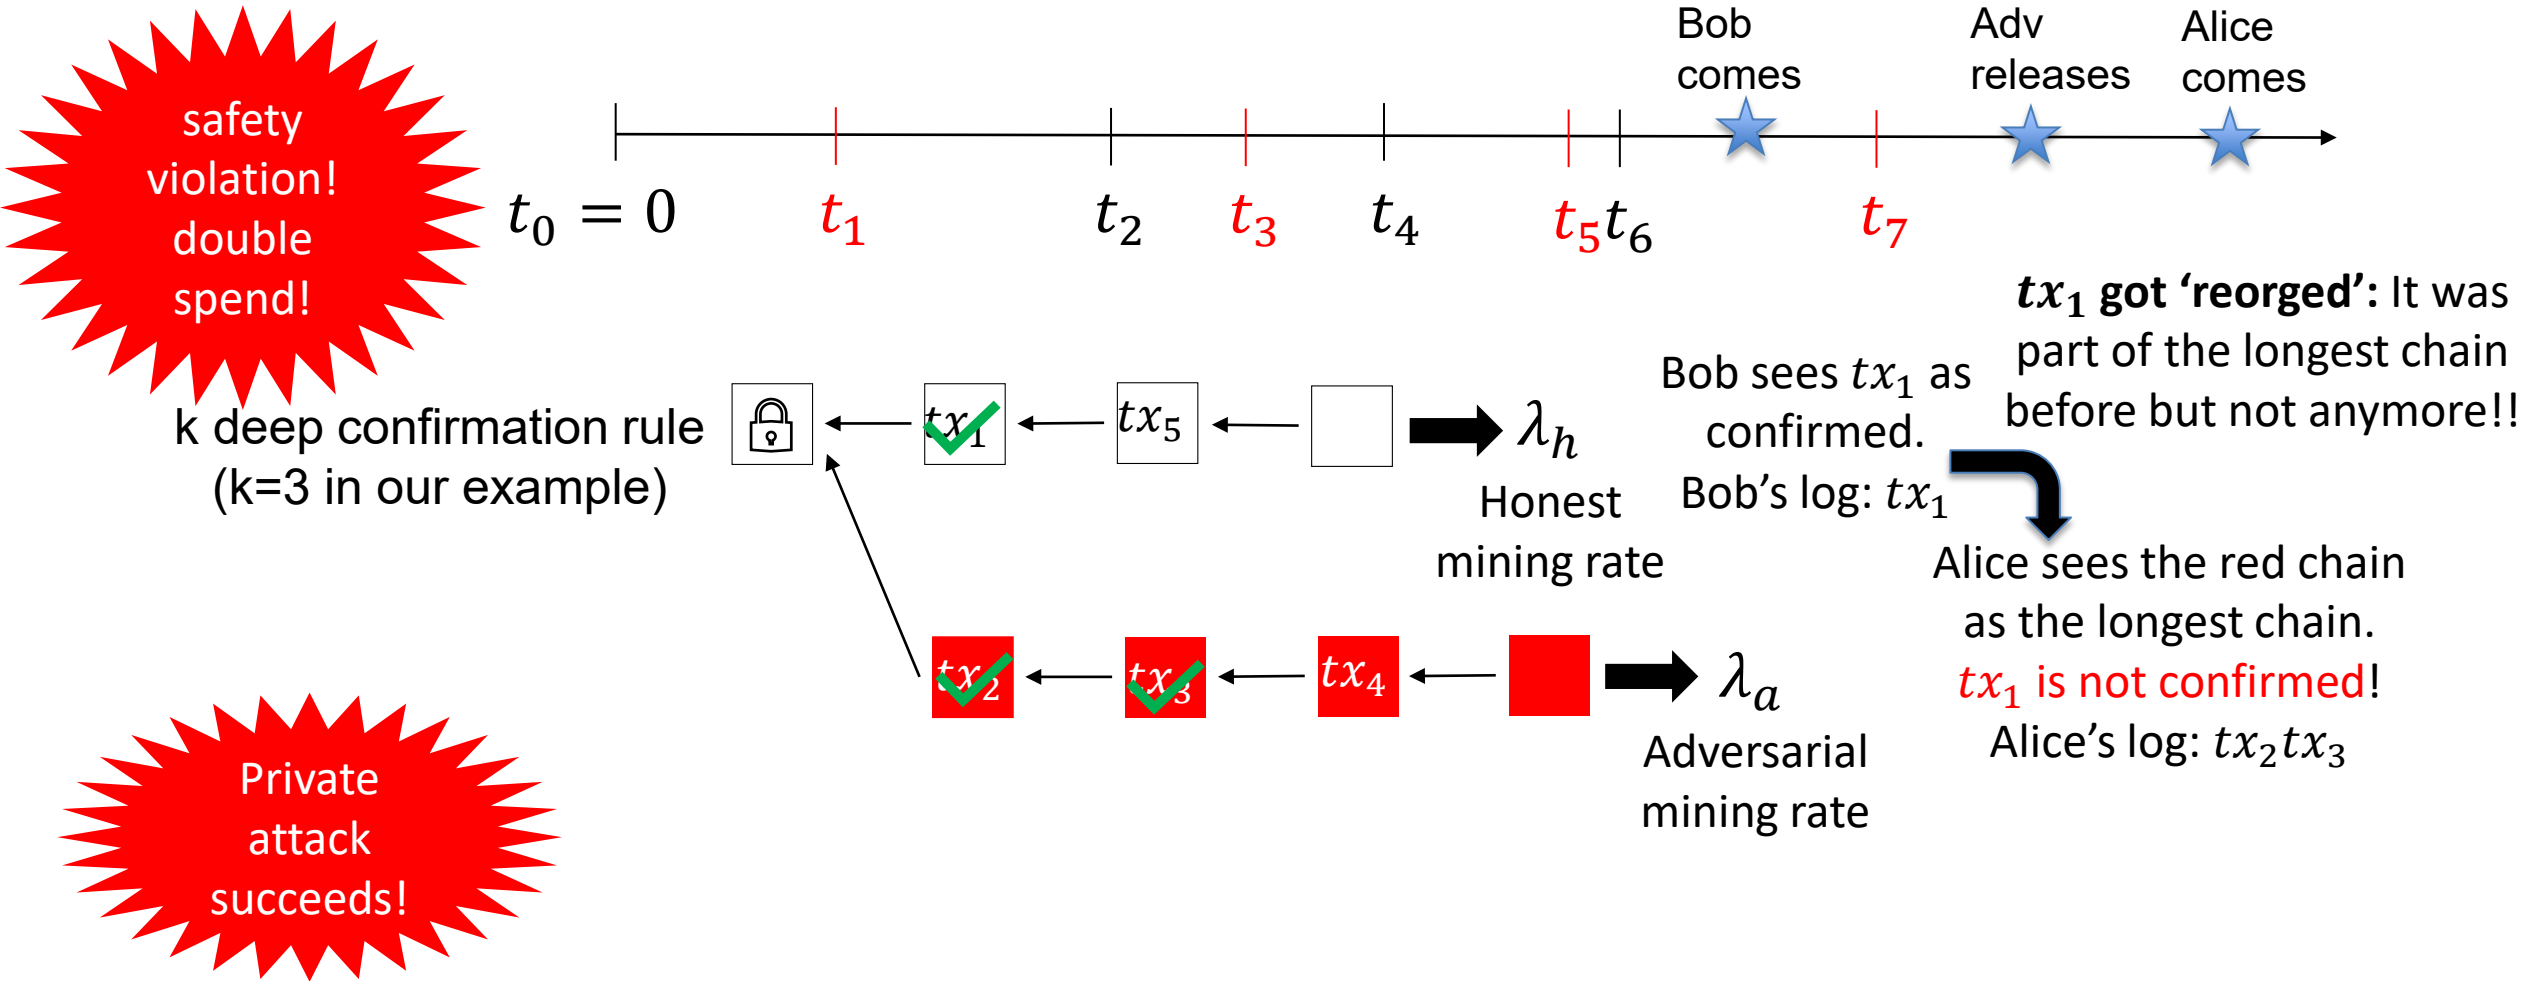 Bob
comes
Adv
releases
Alice
comes
safety
violation!
double
spend!
t₀ = 0
t₁
t₂
t₃
t₄
t₅
t₆
t₇
tx₁ got ‘reorged’: It was
part of the longest chain
before but not anymore!!
k deep confirmation rule
(k=3 in our example)
tx₁
tx₅
λₕ
Honest
mining rate
Bob sees tx₁ as
confirmed.
Bob’s log: tx₁
Alice sees the red chain
as the longest chain.
tx₁ is not confirmed!
Alice’s log: tx₂tx₃
tx₂
tx₃
tx₄
λₐ
Adversarial
mining rate
Private
attack
succeeds!